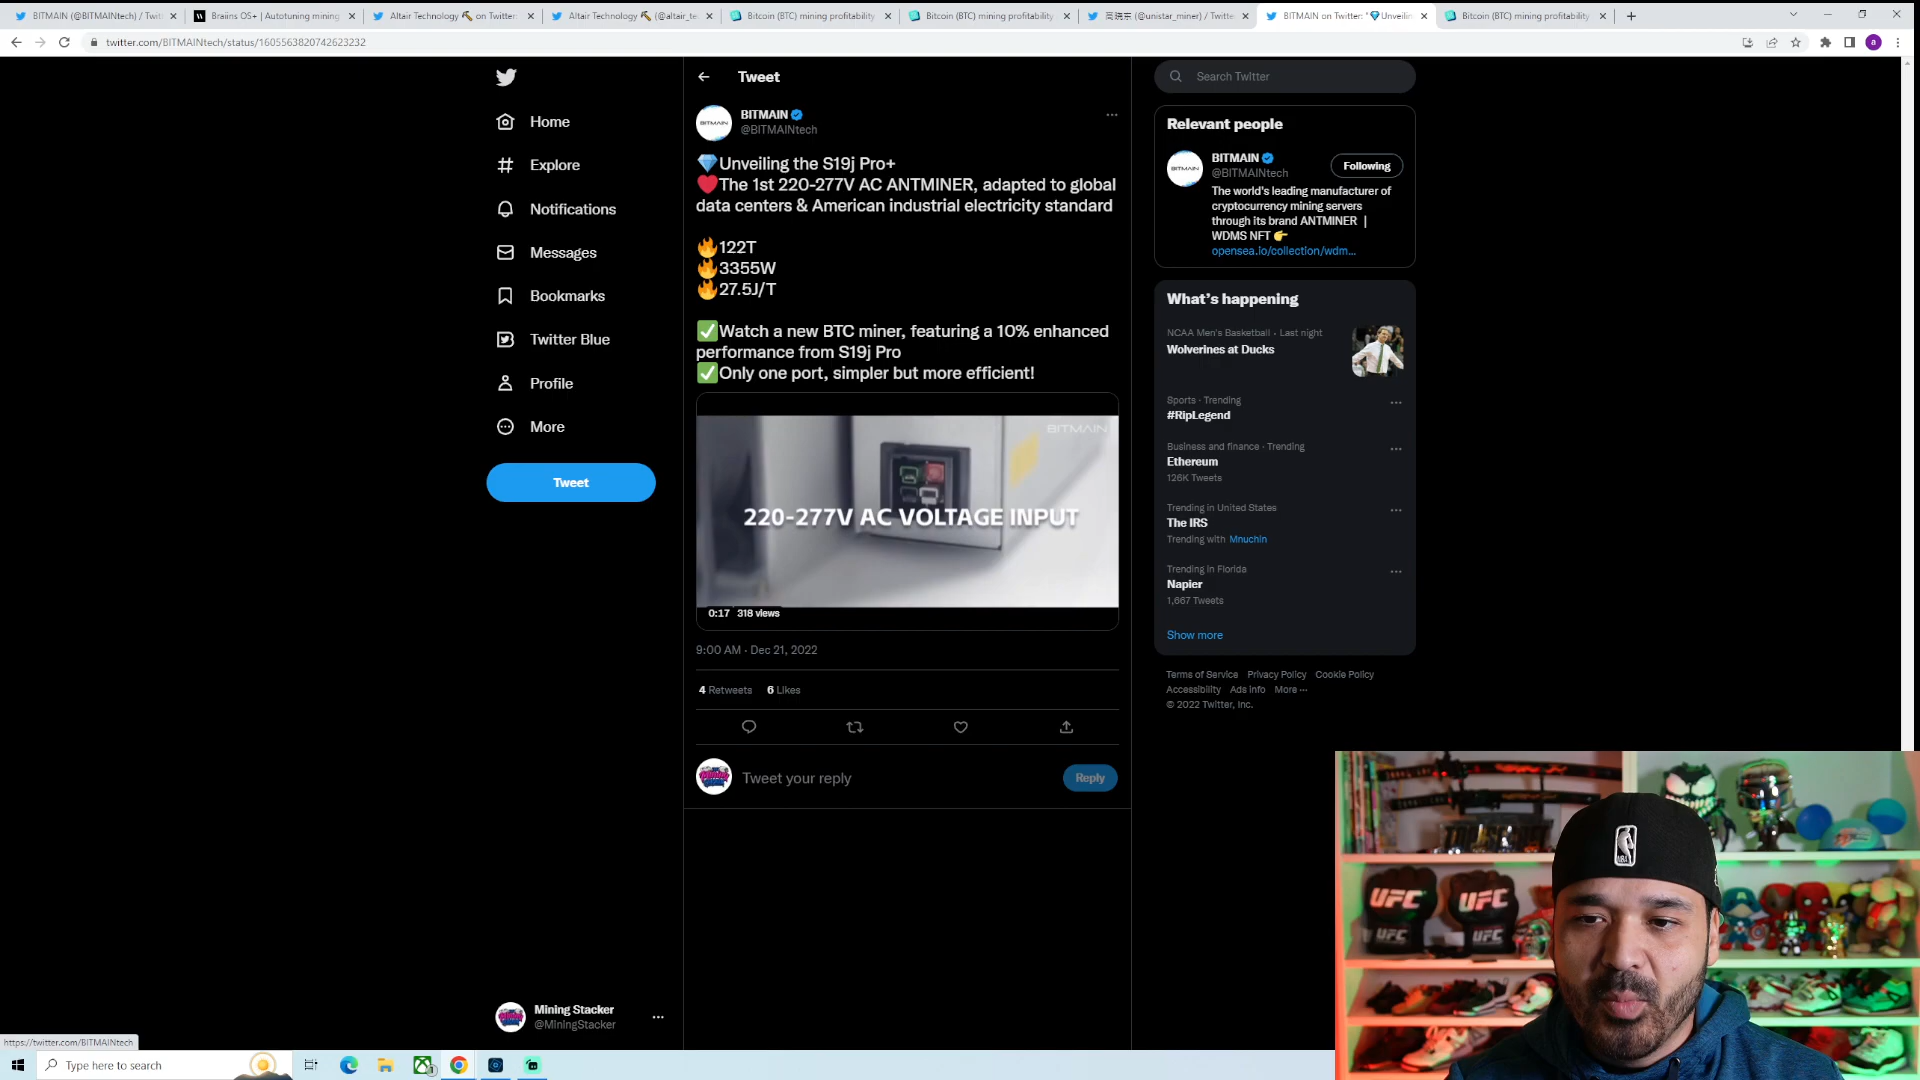 BITMAIN (@BITMAINtech) / Twit
Braiins OS+ | Autotuning mining
Altair Technology ⛏ on Twitter:
Altair Technology ⛏ (@altair_te
Bitcoin (BTC) mining profitability
Bitcoin (BTC) mining profitability
(@unistar_miner) / Twitte
BITMAIN on Twitter: "💎Unveilin
Bitcoin (BTC) mining profitability
twitter.com/BITMAINtech/status/1605563820742623232
a
Home
Explore
Notifications
Messages
Bookmarks
Twitter Blue
Profile
More
Tweet
Mining Stacker
@MiningStacker
https://twitter.com/BITMAINtech
Tweet
BITMAIN
BITMAIN
@BITMAINtech
💎Unveiling the S19j Pro+
❤️The 1st 220-277V AC ANTMINER, adapted to global
data centers & American industrial electricity standard
🔥122T
🔥3355W
🔥27.5J/T
✅Watch a new BTC miner, featuring a 10% enhanced
performance from S19j Pro
✅Only one port, simpler but more efficient!
BITMAIN
220-277V AC VOLTAGE INPUT
0:17 318 views
9:00 AM · Dec 21, 2022
4 Retweets 6 Likes
Tweet your reply
Reply
Search Twitter
Relevant people
BITMAIN
BITMAIN
@BITMAINtech
Following
The world's leading manufacturer of
cryptocurrency mining servers
through its brand ANTMINER |
WDMS NFT 👉
opensea.io/collection/wdm...
What's happening
NCAA Men's Basketball · Last night
Wolverines at Ducks
Sports · Trending
#RipLegend
Business and finance · Trending
Ethereum
126K Tweets
Trending in United States
The IRS
Trending with Mnuchin
Trending in Florida
Napier
1,667 Tweets
Show more
Terms of Service Privacy Policy Cookie Policy
Accessibility Ads info More ···
© 2022 Twitter, Inc.
UFC
UFC
UFC
UFC
NBA
Type here to search